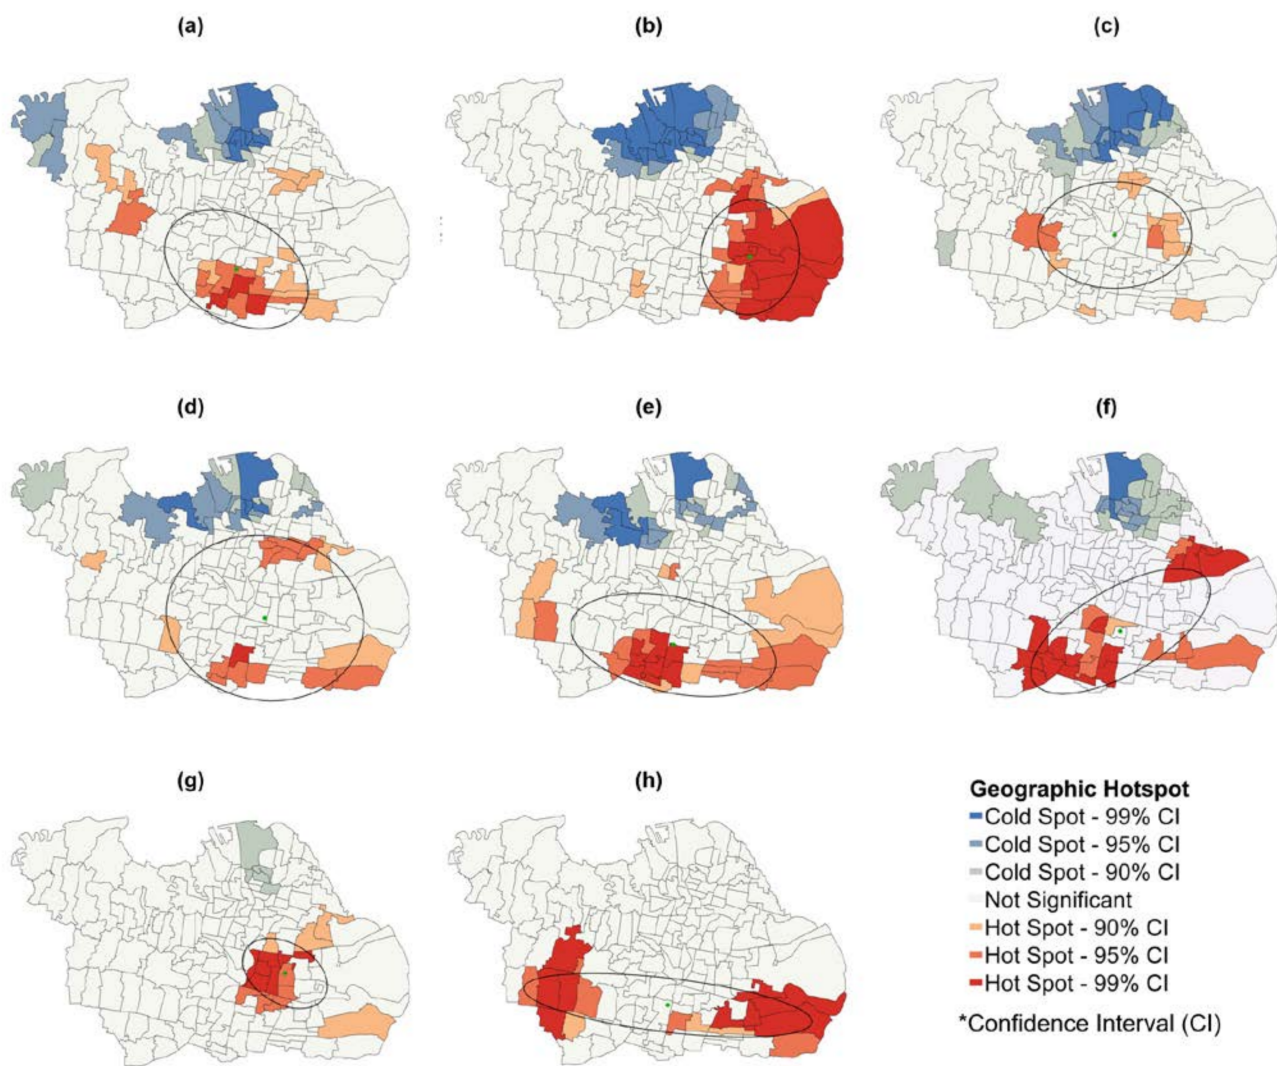 (a)
(b)
(c)
(d)
(e)
(f)
(g)
(h)
Geographic Hotspot
Cold Spot - 99% CI
Cold Spot - 95% CI
Cold Spot - 90% CI
Not Significant
Hot Spot - 90% CI
Hot Spot - 95% CI
Hot Spot - 99% CI
*Confidence Interval (CI)